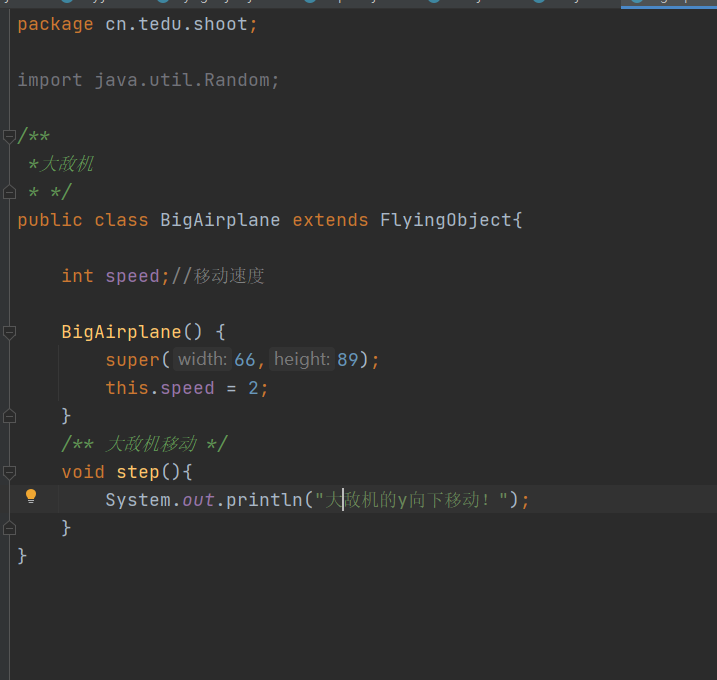 package cn.tedu.shoot;
import java.util.Random;
/**
*大敌机
* */
public class BigAirplane extends FlyingObject{
int speed;//移动速度
BigAirplane() {
super( width: 66, height: 89);
this.speed = 2;
}
/** 大敌机移动 */
void step(){
System.out.println("大敌机的y向下移动！");
}
}